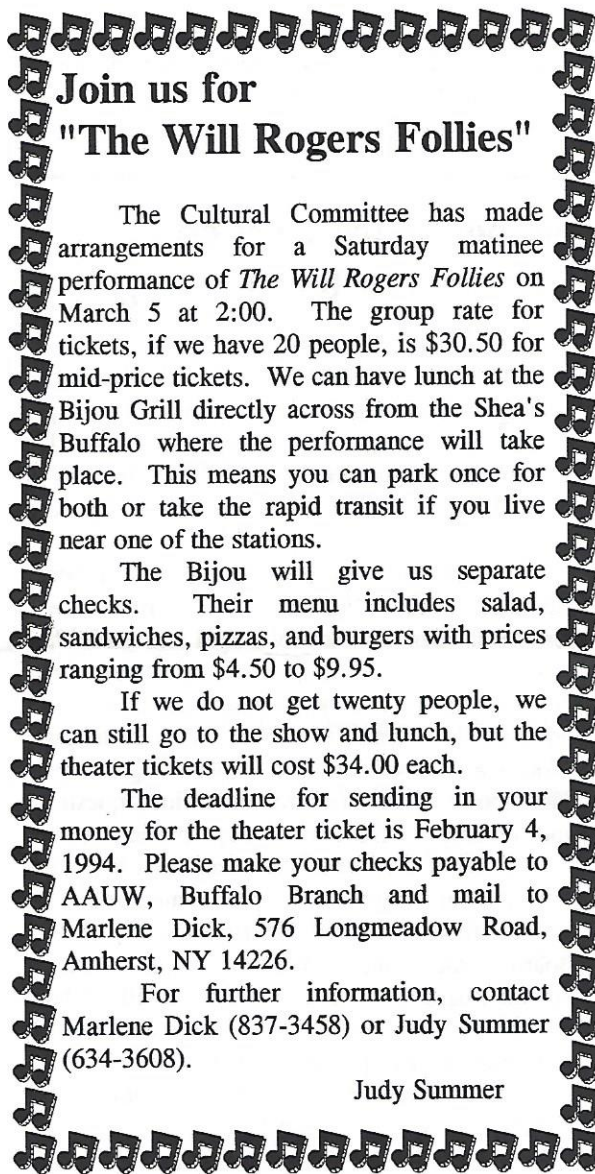 Join us for
"The Will Rogers Follies"
The Cultural Committee has made
arrangements for a Saturday matinee
performance of The Will Rogers Follies on
March 5 at 2:00. The group rate for
tickets, if we have 20 people, is $30.50 for
mid-price tickets. We can have lunch at the
Bijou Grill directly across from the Shea's
Buffalo where the performance will take
place. This means you can park once for
both or take the rapid transit if you live
near one of the stations.
The Bijou will give us separate
checks. Their menu includes salad,
sandwiches, pizzas, and burgers with prices
ranging from $4.50 to $9.95.
If we do not get twenty people, we
can still go to the show and lunch, but the
theater tickets will cost $34.00 each.
The deadline for sending in your
money for the theater ticket is February 4,
1994. Please make your checks payable to
AAUW, Buffalo Branch and mail to
Marlene Dick, 576 Longmeadow Road,
Amherst, NY 14226.
For further information, contact
Marlene Dick (837-3458) or Judy Summer
(634-3608).
Judy Summer